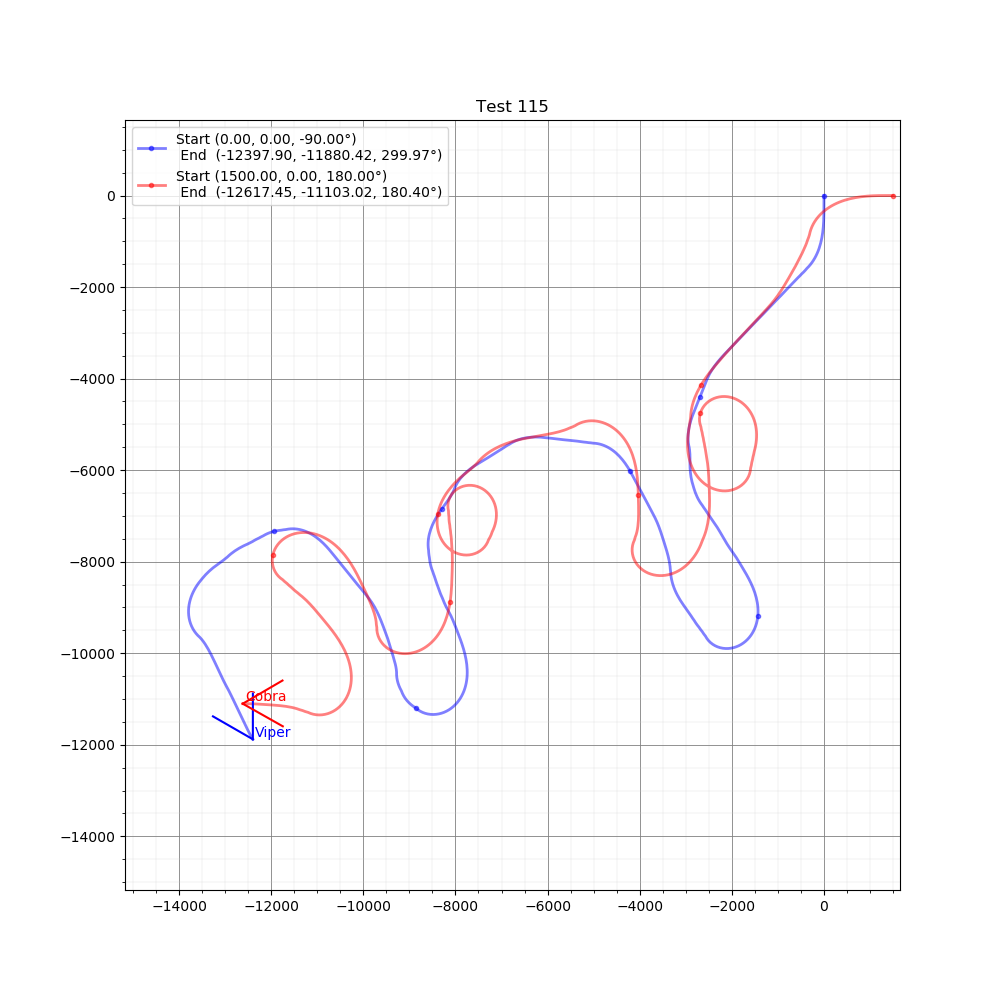 Test 115
Start (0.00, 0.00, -90.00°)
End (-12397.90, -11880.42, 299.97°)
Start (1500.00, 0.00, 180.00°)
End (-12617.45, -11103.02, 180.40°)
0
−2000
−4000
−6000
−8000
−10000
−12000
−14000
Cobra
Viper
−14000 −12000 −10000 −8000 −6000 −4000 −2000 0